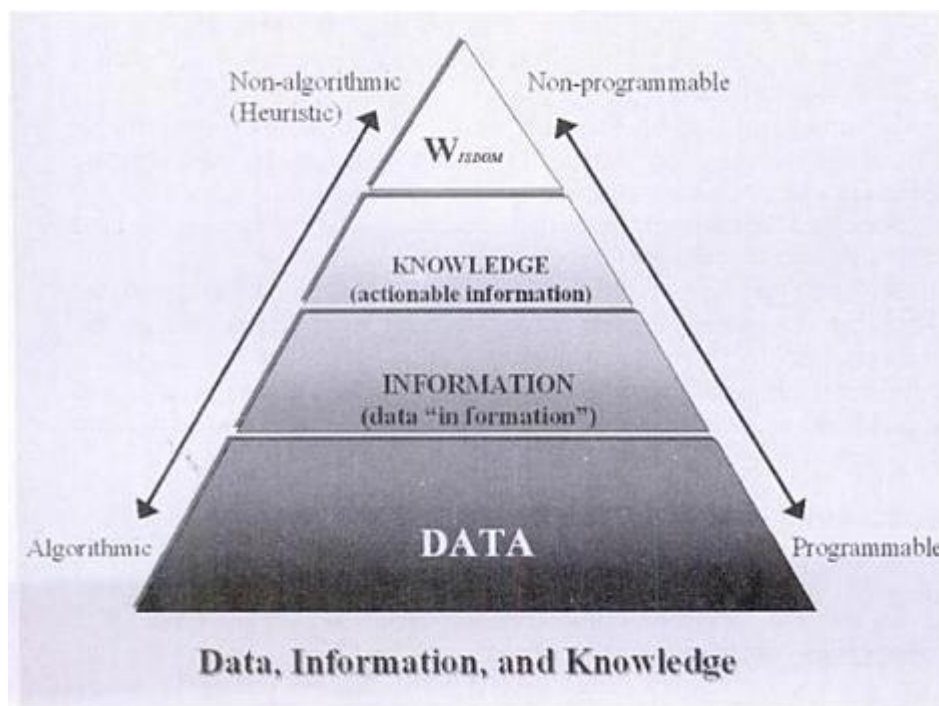 Non-algorithmic
(Heuristic)
Non-programmable
WISDOM
KNOWLEDGE
(actionable information)
INFORMATION
(data “in formation”)
DATA
Algorithmic
Programmable
Data, Information, and Knowledge